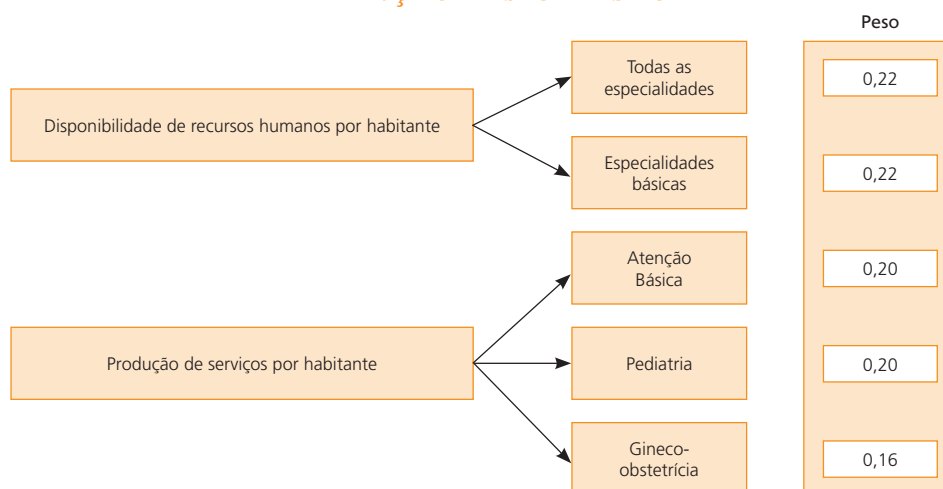 Peso
Todas as
especialidades
0,22
Disponibilidade de recursos humanos por habitante
Especialidades
básicas
0,22
Atenção
Básica
0,20
Produção de serviços por habitante
Pediatria
0,20
Gineco-
obstetrícia
0,16